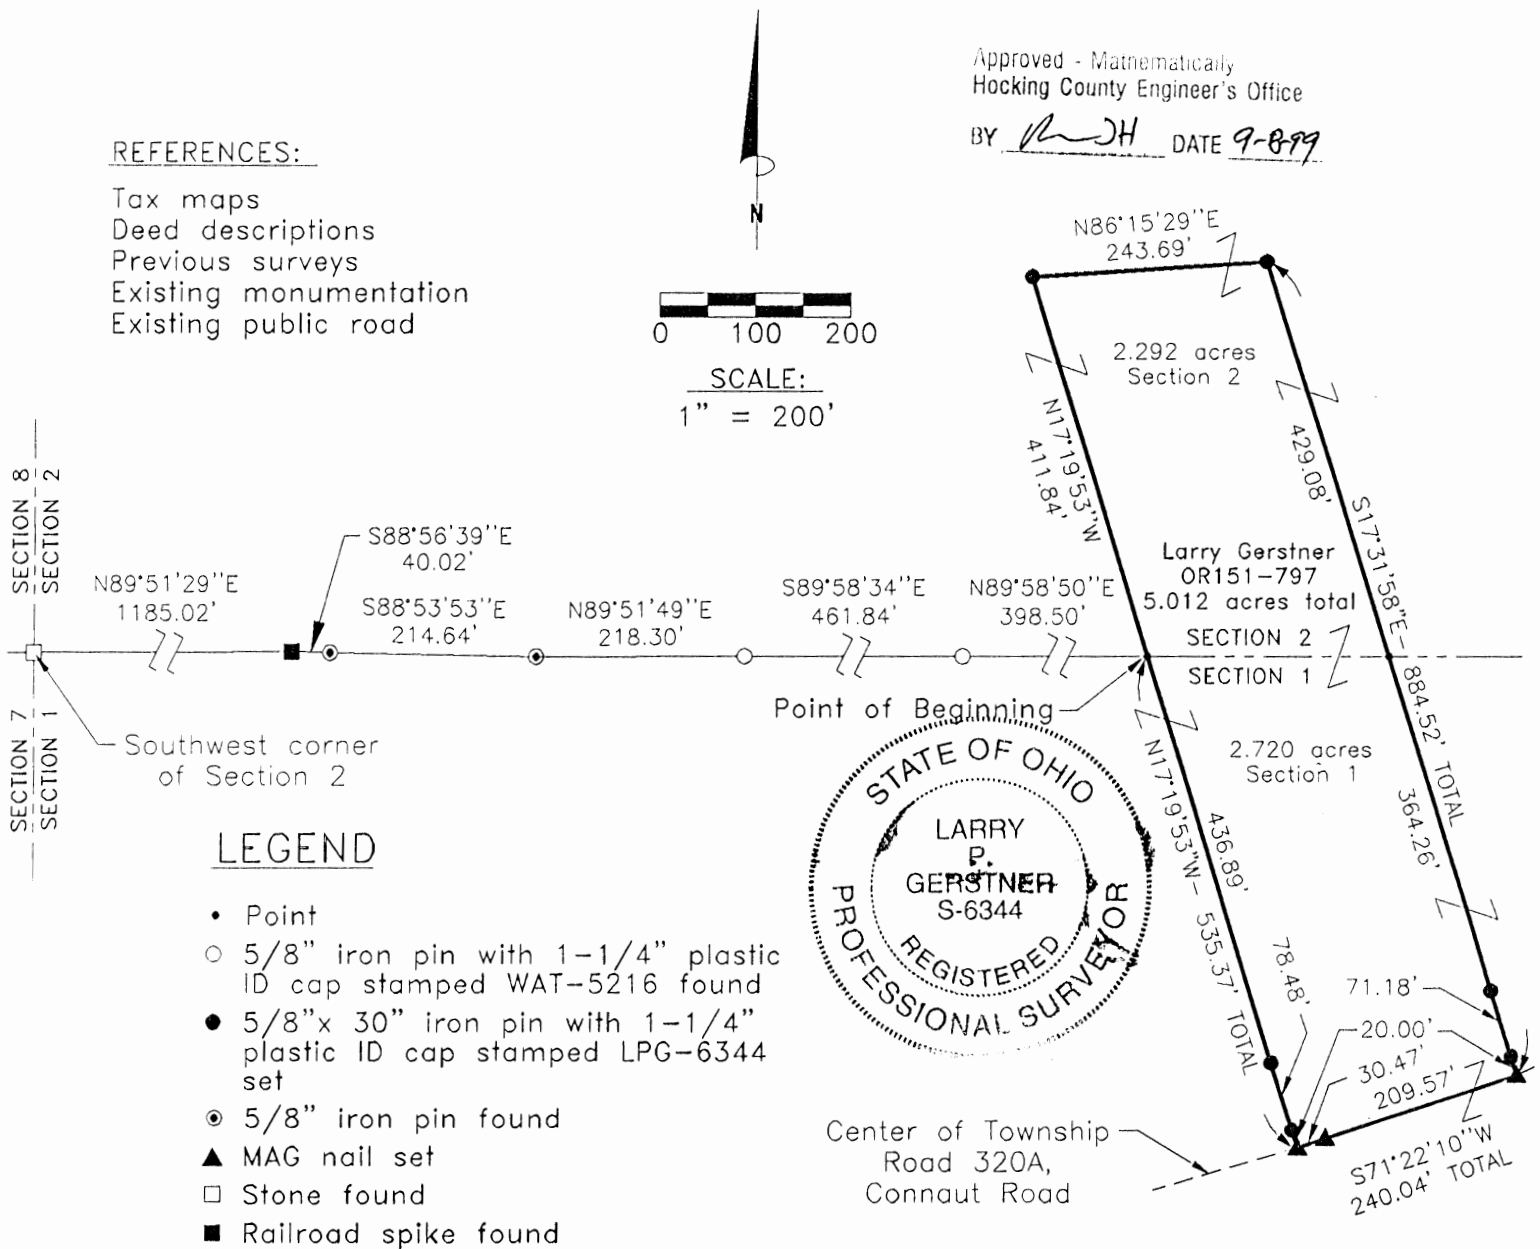 Approved - Mathematically
Hocking County Engineer's Office
BY DATE 9-8-99
REFERENCES:
Tax maps
Deed descriptions
Previous surveys
Existing monumentation
Existing public road
N
0 100 200
SCALE:
1" = 200'
N86°15'29"E
243.69'
2.292 acres
Section 2
N17°19'53"W
411.84'
429.08'
S17°31'58"E- 884.52' TOTAL
Larry Gerstner
OR151-797
5.012 acres total
SECTION 2
SECTION 1
SECTION 8
SECTION 2
N89°51'29"E
1185.02'
S88°56'39"E
40.02'
S88°53'53"E
214.64'
N89°51'49"E
218.30'
S89°58'34"E
461.84'
N89°58'50"E
398.50'
SECTION 7
SECTION 1
Southwest corner
of Section 2
Point of Beginning
2.720 acres
Section 1
364.26'
436.89'
N17°19'53"W- 535.37' TOTAL
78.48'
71.18'
20.00'
30.47'
209.57'
S71°22'10"W
240.04' TOTAL
STATE OF OHIO
LARRY
P.
GERSTNER
S-6344
REGISTERED
PROFESSIONAL SURVEYOR
Center of Township
Road 320A,
Connaut Road
LEGEND
Point
5/8" iron pin with 1-1/4" plastic
ID cap stamped WAT-5216 found
5/8"x 30" iron pin with 1-1/4"
plastic ID cap stamped LPG-6344
set
5/8" iron pin found
MAG nail set
Stone found
Railroad spike found